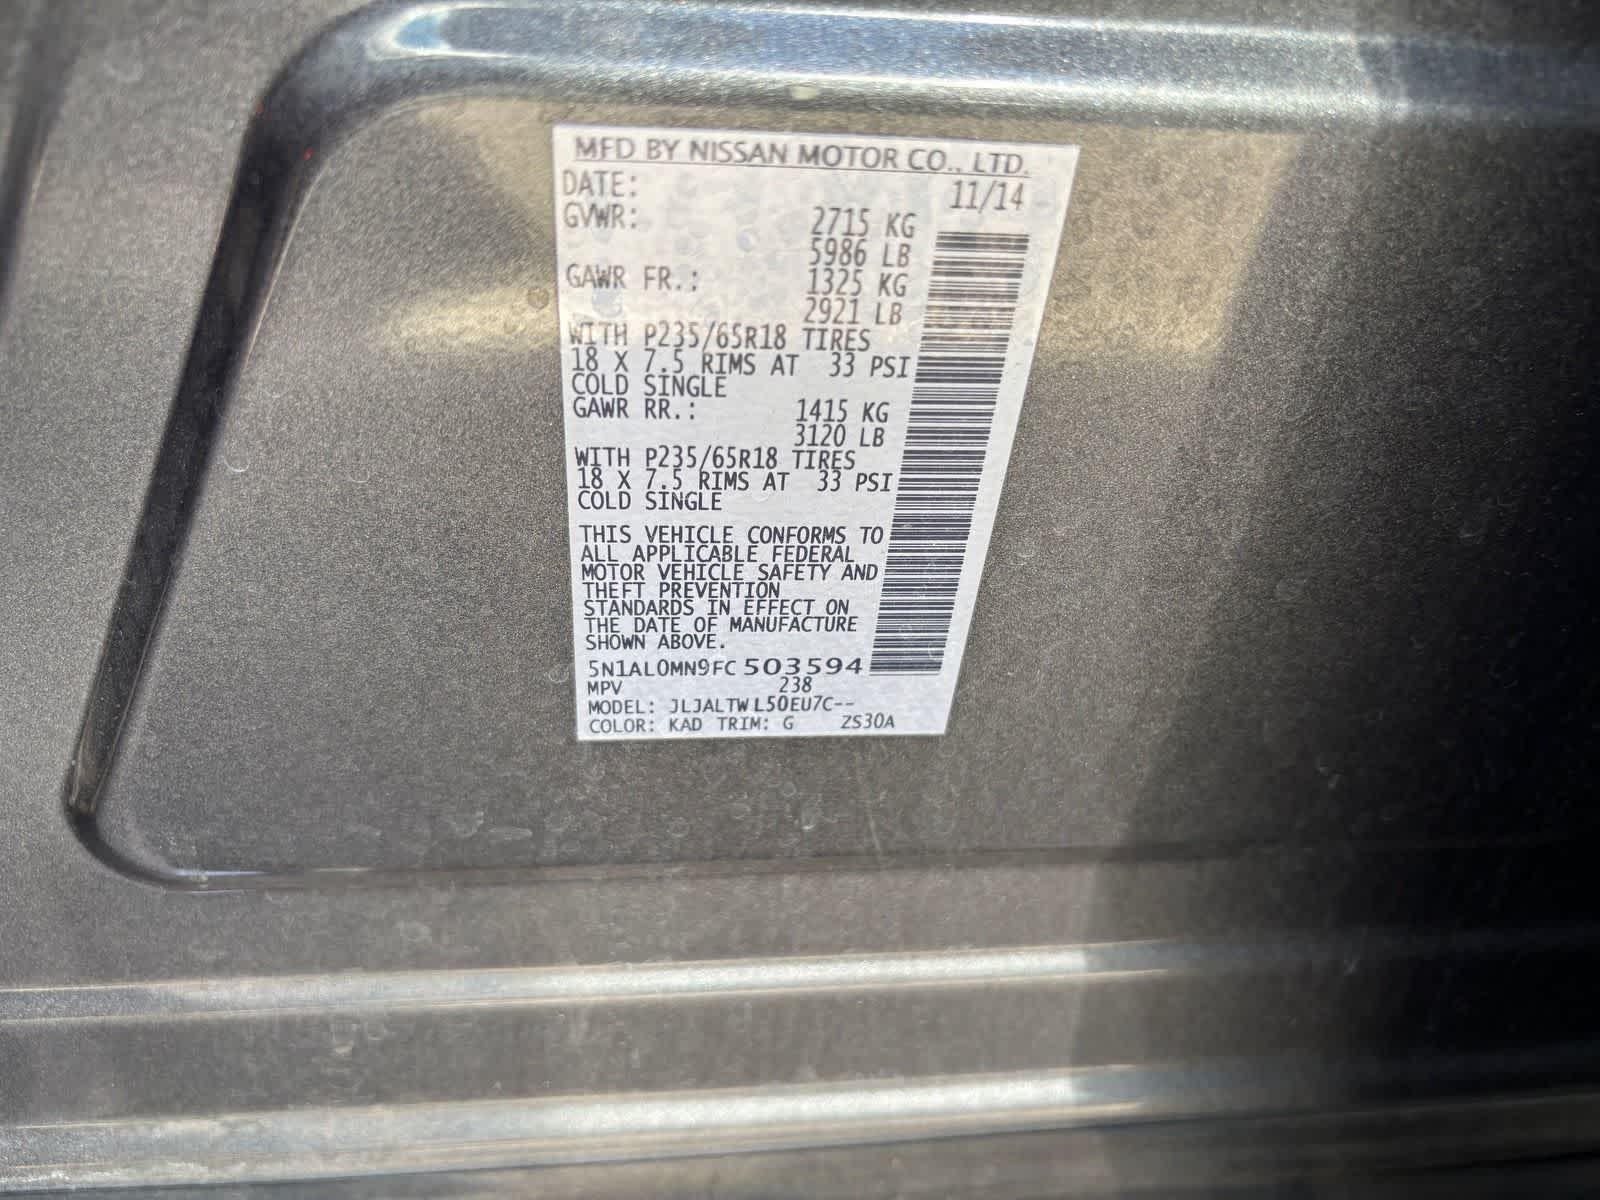 MFD BY NISSAN MOTOR CO., LTD.
DATE: 11/14
GVWR: 2715 KG
5986 LB
GAWR FR.: 1325 KG
2921 LB
WITH P235/65R18 TIRES
18 X 7.5 RIMS AT 33 PSI
COLD SINGLE
GAWR RR.: 1415 KG
3120 LB
WITH P235/65R18 TIRES
18 X 7.5 RIMS AT 33 PSI
COLD SINGLE
THIS VEHICLE CONFORMS TO
ALL APPLICABLE FEDERAL
MOTOR VEHICLE SAFETY AND
THEFT PREVENTION
STANDARDS IN EFFECT ON
THE DATE OF MANUFACTURE
SHOWN ABOVE.
5N1AL0MN9FC503594
MPV 238
MODEL: JLJALTWL50EU7C--
COLOR: KAD TRIM: G ZS30A